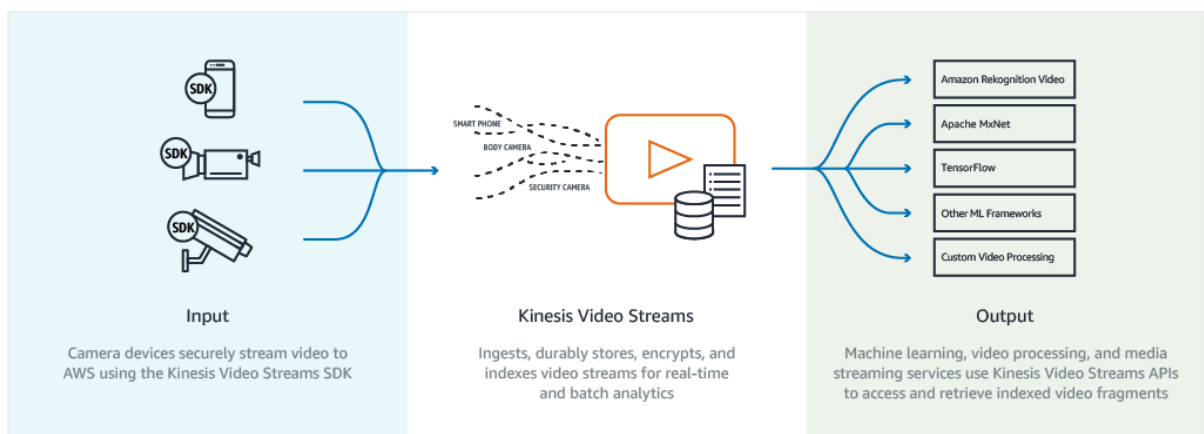 SDK
SDK
SDK
Input
Camera devices securely stream video to
AWS using the Kinesis Video Streams SDK
SMART PHONE
BODY CAMERA
SECURITY CAMERA
Kinesis Video Streams
Ingests, durably stores, encrypts, and
indexes video streams for real-time
and batch analytics
Amazon Rekognition Video
Apache MxNet
TensorFlow
Other ML Frameworks
Custom Video Processing
Output
Machine learning, video processing, and media
streaming services use Kinesis Video Streams APIs
to access and retrieve indexed video fragments